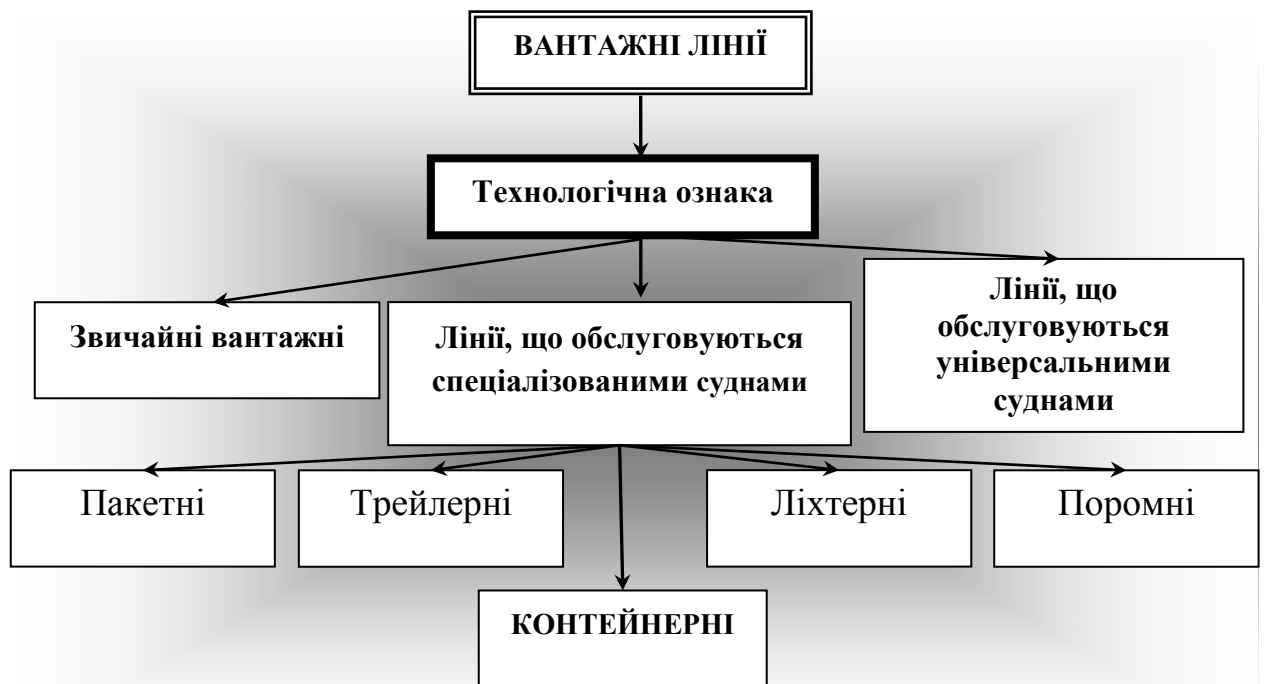 ВАНТАЖНІ ЛІНІЇ
Технологічна ознака
Звичайні вантажні
Лінії, що обслуговуються
спеціалізованими суднами
Лінії, що
обслуговуються
універсальними
суднами
Пакетні
Трейлерні
Ліхтерні
Поромні
КОНТЕЙНЕРНІ